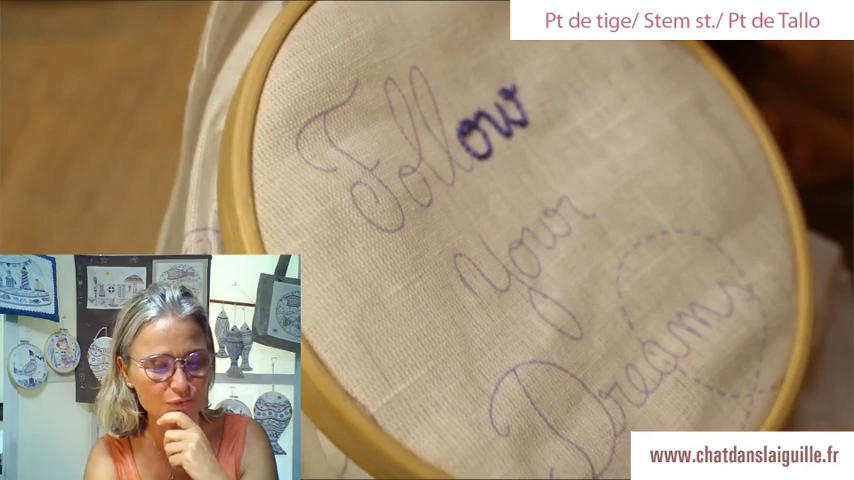 Pt de tige/ Stem st./ Pt de Tallo
Follow
Your
Dreams
www.chatdanslaiguille.fr